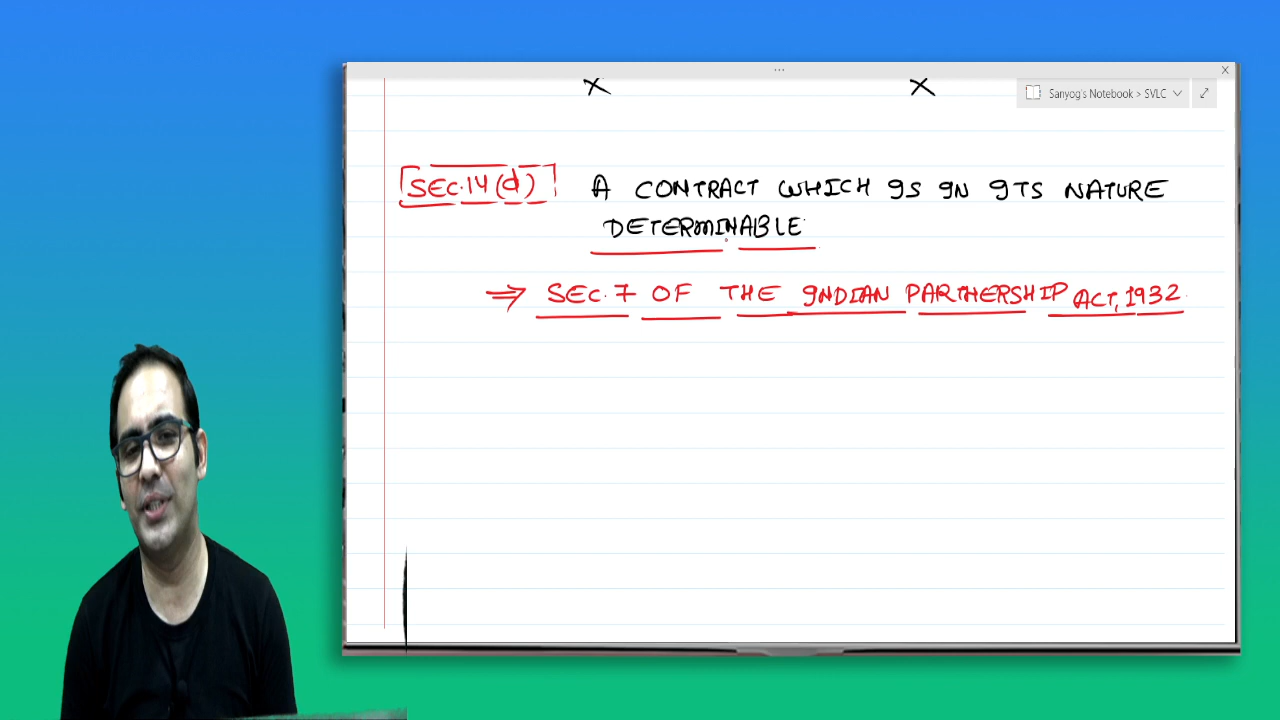 Sanyog's Notebook > SVLC
SEC.14(d) A CONTRACT WHICH IS IN ITS NATURE
DETERMINABLE
⇒ SEC.7 OF THE INDIAN PARTNERSHIP ACT, 1932.